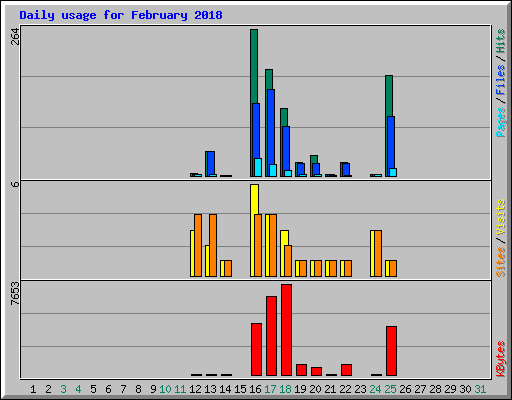 Daily usage for February 2018
264
Pages / Files / Hits
6
Sites / Visits
7653
KBytes
1 2 3 4 5 6 7 8 9 10 11 12 13 14 15 16 17 18 19 20 21 22 23 24 25 26 27 28 29 30 31